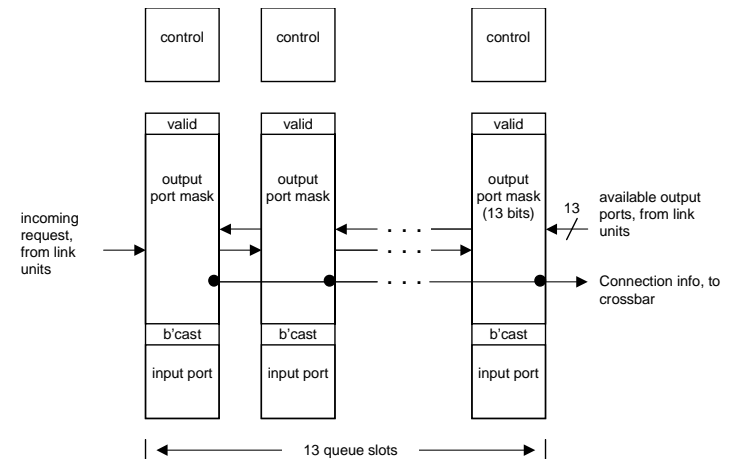 control
control
control
valid
valid
valid
output
port mask
output
port mask
output
port mask
(13 bits)
13
available output
ports, from link
units
incoming
request,
from link
units
. . .
. . .
Connection info, to
crossbar
b'cast
b'cast
b'cast
input port
input port
input port
13 queue slots